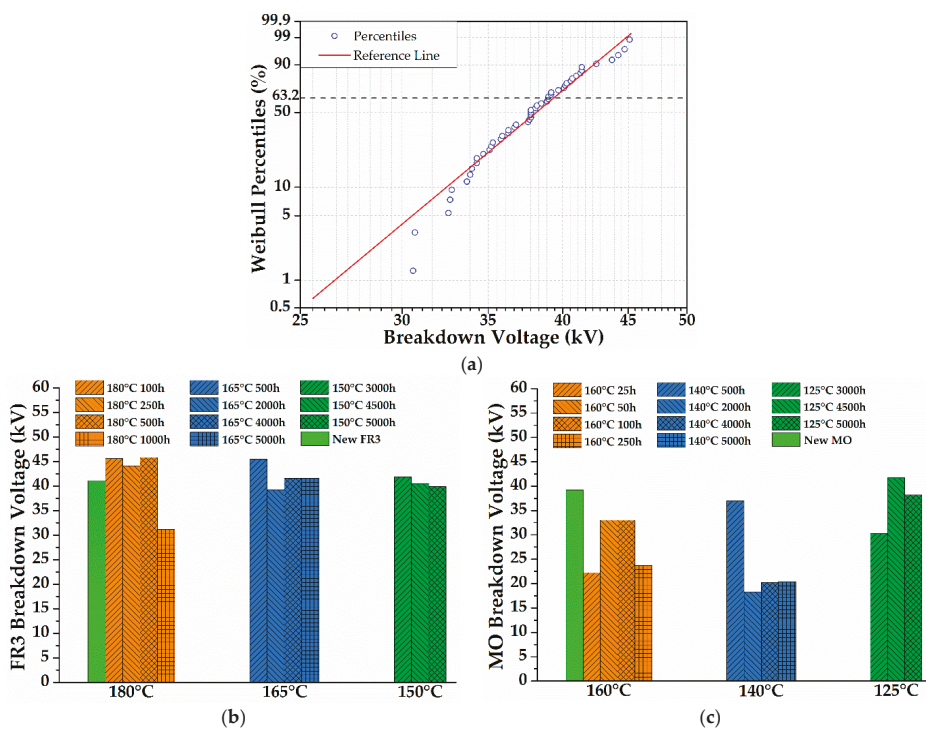 99,9
99
90
63,2
50
10
5
1
0.5
Weibull Percentiles (%)
Percentiles
Reference Line
25 30 35 40 45 50
Breakdown Voltage (kV)
(a)
60
55
50
45
40
35
30
25
20
15
10
5
0
FR3 Breakdown Voltage (kV)
180°C 100h 165°C 500h 150°C 3000h
180°C 250h 165°C 2000h 150°C 4500h
180°C 500h 165°C 4000h 150°C 5000h
180°C 1000h 165°C 5000h New FR3
180°C 165°C 150°C
(b)
60
55
50
45
40
35
30
25
20
15
10
5
0
MO Breakdown Voltage (kV)
160°C 25h 140°C 500h 125°C 3000h
160°C 50h 140°C 2000h 125°C 4500h
160°C 100h 140°C 4000h 125°C 5000h
160°C 250h 140°C 5000h New MO
160°C 140°C 125°C
(c)